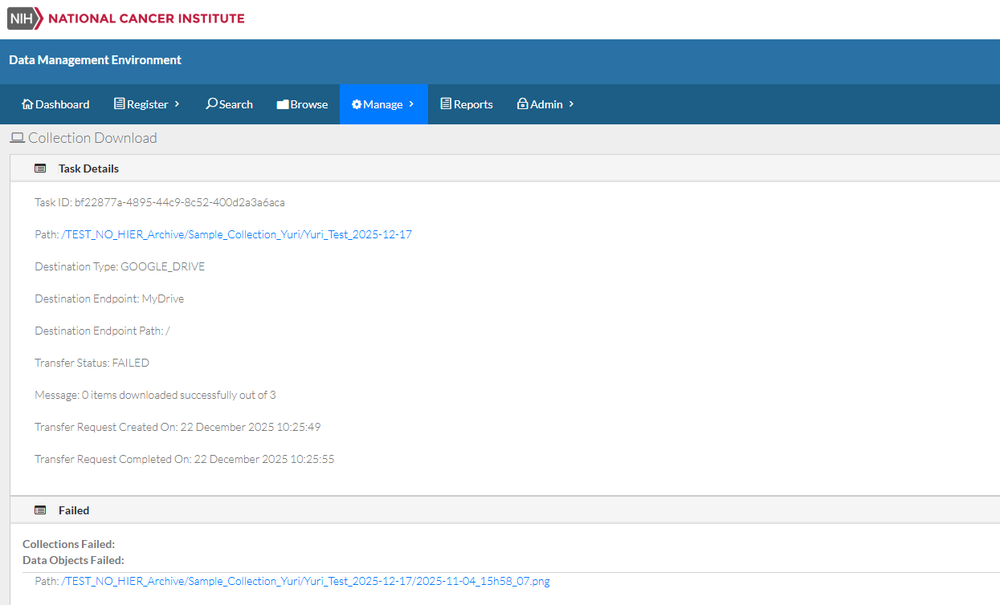 NIH NATIONAL CANCER INSTITUTE
Data Management Environment
Dashboard Register Search Browse Manage Reports Admin
Collection Download
Task Details
Task ID: bf22877a-4895-44c9-8c52-400d2a3a6aca
Path: /TEST_NO_HIER_Archive/Sample_Collection_Yuri/Yuri_Test_2025-12-17
Destination Type: GOOGLE_DRIVE
Destination Endpoint: MyDrive
Destination Endpoint Path: /
Transfer Status: FAILED
Message: 0 items downloaded successfully out of 3
Transfer Request Created On: 22 December 2025 10:25:49
Transfer Request Completed On: 22 December 2025 10:25:55
Failed
Collections Failed:
Data Objects Failed:
Path: /TEST_NO_HIER_Archive/Sample_Collection_Yuri/Yuri_Test_2025-12-17/2025-11-04_15h58_07.png